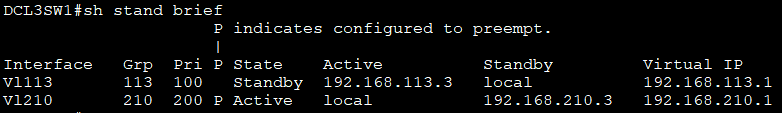 DCL3SW1#sh stand brief
P indicates configured to preempt.
|
Interface Grp Pri P State Active Standby Virtual IP
Vl113 113 100 Standby 192.168.113.3 local 192.168.113.1
Vl210 210 200 P Active local 192.168.210.3 192.168.210.1